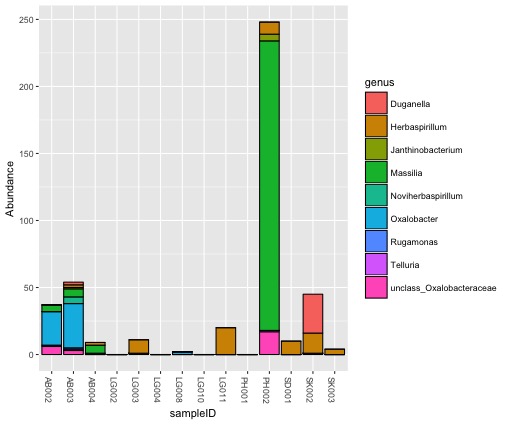 250
200
150
100
50
0
Abundance
AB002 AB003 AB004 LG002 LG003 LG004 LG008 LG010 LG011 PH001 PH002 SD001 SK002 SK003
sampleID
genus
Duganella
Herbaspirillum
Janthinobacterium
Massilia
Noviherbaspirillum
Oxalobacter
Rugamonas
Telluria
unclass_Oxalobacteraceae